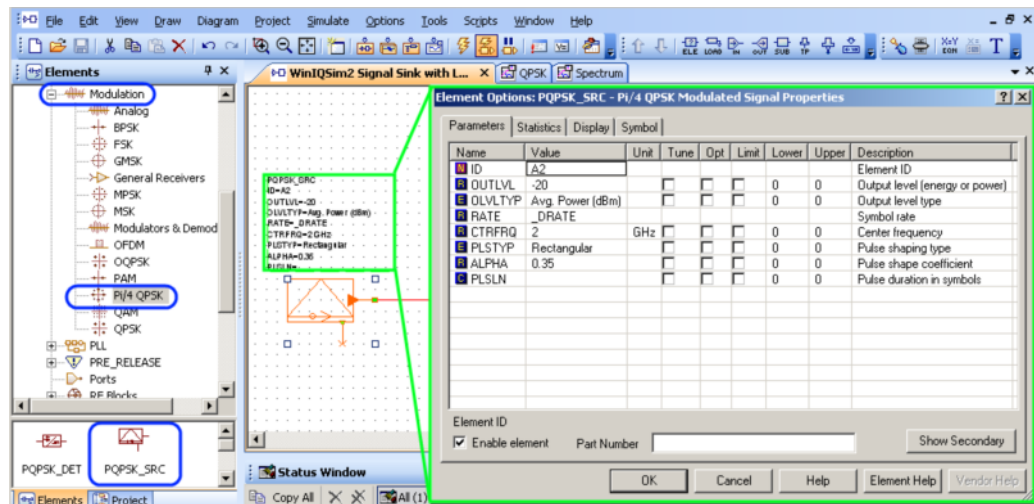 File Edit View Draw Diagram Project Simulate Options Tools Scripts Window Help
Elements
WinIQSim2 Signal Sink with L... QPSK Spectrum
Modulation
Analog
BPSK
FSK
GMSK
General Receivers
MPSK
MSK
Modulators & Demod
OFDM
OQPSK
PAM
Pi/4 QPSK
QAM
QPSK
PLL
PRE_RELEASE
Ports
RF Blocks
PQPSK_DET PQPSK_SRC
Elements Project
PQPSK_SRC
ID=A2
OUTLVL=-20
OLVLTYP=Avg. Power (dBm)
RATE=_DRATE
CTRFRQ=2 GHz
PLSTYP=Rectangular
ALPHA=0.35
PLSLN=
Status Window
Copy All All (1)
Element Options: PQPSK_SRC - Pi/4 QPSK Modulated Signal Properties
Parameters Statistics Display Symbol
Name Value Unit Tune Opt Limit Lower Upper Description
ID A2 Element ID
OUTLVL -20 0 0 Output level (energy or power)
OLVLTYP Avg. Power (dBm) 0 0 Output level type
RATE _DRATE Symbol rate
CTRFRQ 2 GHz 0 0 Center frequency
PLSTYP Rectangular 0 0 Pulse shaping type
ALPHA 0.35 0 0 Pulse shape coefficient
PLSLN 0 0 Pulse duration in symbols
Element ID
Enable element Part Number Show Secondary
OK Cancel Help Element Help Vendor Help